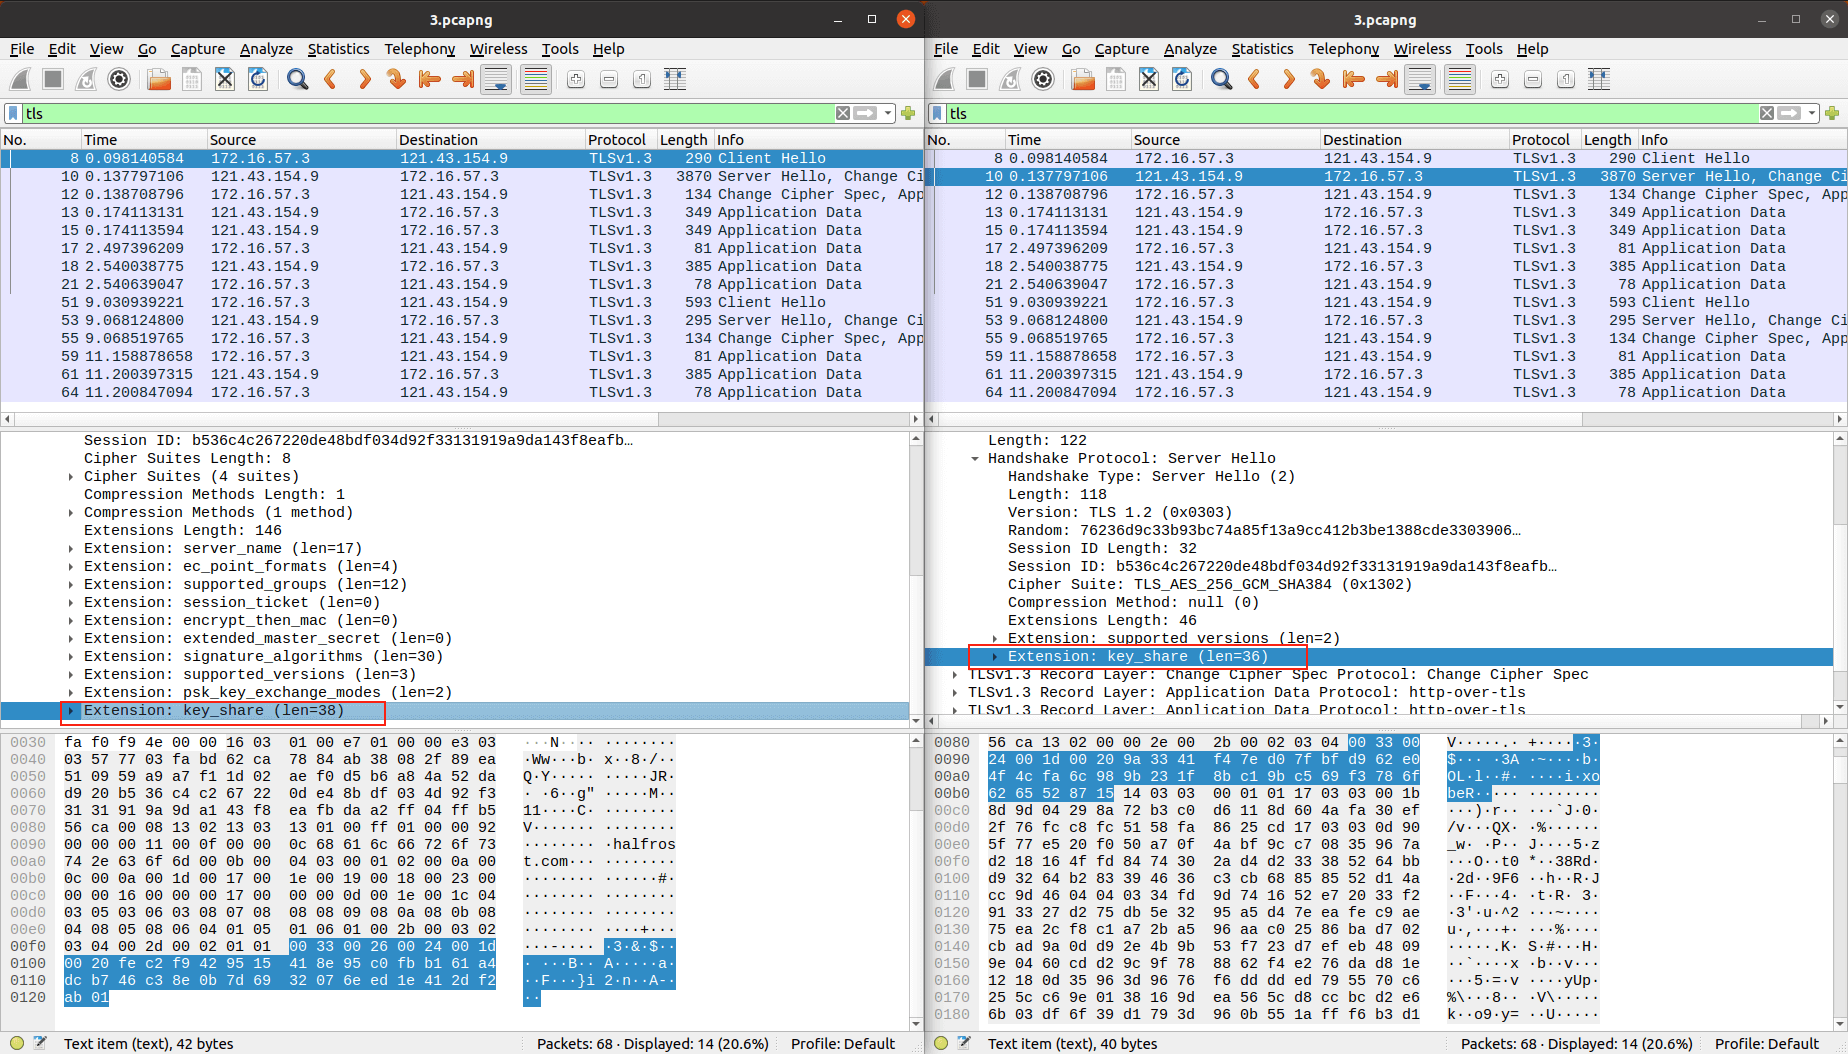 3.pcapng
File Edit View Go Capture Analyze Statistics Telephony Wireless Tools Help
tls
No. Time Source Destination Protocol Length Info
8 0.098140584 172.16.57.3 121.43.154.9 TLSv1.3 290 Client Hello
10 0.137797106 121.43.154.9 172.16.57.3 TLSv1.3 3870 Server Hello, Change Ci
12 0.138708796 172.16.57.3 121.43.154.9 TLSv1.3 134 Change Cipher Spec, App
13 0.174113131 121.43.154.9 172.16.57.3 TLSv1.3 349 Application Data
15 0.174113594 121.43.154.9 172.16.57.3 TLSv1.3 349 Application Data
17 2.497396209 172.16.57.3 121.43.154.9 TLSv1.3 81 Application Data
18 2.540038775 121.43.154.9 172.16.57.3 TLSv1.3 385 Application Data
21 2.540639047 172.16.57.3 121.43.154.9 TLSv1.3 78 Application Data
51 9.030939221 172.16.57.3 121.43.154.9 TLSv1.3 593 Client Hello
53 9.068124800 121.43.154.9 172.16.57.3 TLSv1.3 295 Server Hello, Change Ci
55 9.068519765 172.16.57.3 121.43.154.9 TLSv1.3 134 Change Cipher Spec, App
59 11.158878658 172.16.57.3 121.43.154.9 TLSv1.3 81 Application Data
61 11.200397315 121.43.154.9 172.16.57.3 TLSv1.3 385 Application Data
64 11.200847094 172.16.57.3 121.43.154.9 TLSv1.3 78 Application Data
Session ID: b536c4c267220de48bdf034d92f33131919a9da143f8eafb…
Cipher Suites Length: 8
Cipher Suites (4 suites)
Compression Methods Length: 1
Compression Methods (1 method)
Extensions Length: 146
Extension: server_name (len=17)
Extension: ec_point_formats (len=4)
Extension: supported_groups (len=12)
Extension: session_ticket (len=0)
Extension: encrypt_then_mac (len=0)
Extension: extended_master_secret (len=0)
Extension: signature_algorithms (len=30)
Extension: supported_versions (len=3)
Extension: psk_key_exchange_modes (len=2)
Extension: key_share (len=38)
0030 fa f0 f9 4e 00 00 16 03 01 00 e7 01 00 00 e3 03 ···N···· ········
0040 03 57 77 03 fa bd 62 ca 78 84 ab 38 08 2f 89 ea ·Ww···b· x··8·/··
0050 51 09 59 a9 a7 f1 1d 02 ae f0 d5 b6 a8 4a 52 da Q·Y····· ·····JR·
0060 d9 20 b5 36 c4 c2 67 22 0d e4 8b df 03 4d 92 f3 · ·6··g" ·····M··
0070 31 31 91 9a 9d a1 43 f8 ea fb da a2 ff 04 ff b5 11····C· ········
0080 56 ca 00 08 13 02 13 03 13 01 00 ff 01 00 00 92 V······· ········
0090 00 00 00 11 00 0f 00 00 0c 68 61 6c 66 72 6f 73 ········ ·halfros
00a0 74 2e 63 6f 6d 00 0b 00 04 03 00 01 02 00 0a 00 t.com··· ········
00b0 0c 00 0a 00 1d 00 17 00 1e 00 19 00 18 00 23 00 ········ ······#·
00c0 00 00 16 00 00 00 17 00 00 00 0d 00 1e 00 1c 04 ········ ········
00d0 03 05 03 06 03 08 07 08 08 08 09 08 0a 08 0b 08 ········ ········
00e0 04 08 05 08 06 04 01 05 01 06 01 00 2b 00 03 02 ········ ····+···
00f0 03 04 00 2d 00 02 01 01 00 33 00 26 00 24 00 1d ···-···· ·3·&·$··
0100 00 20 fe c2 f9 42 95 15 41 8e 95 c0 fb b1 61 a4 · ···B·· A·····a·
0110 dc b7 46 c3 8e 0b 7d 69 32 07 6e ed 1e 41 2d f2 ··F···}i 2·n··A-·
0120 ab 01 ··
Text item (text), 42 bytes Packets: 68 · Displayed: 14 (20.6%) Profile: Default
3.pcapng
File Edit View Go Capture Analyze Statistics Telephony Wireless Tools Help
tls
No. Time Source Destination Protocol Length Info
8 0.098140584 172.16.57.3 121.43.154.9 TLSv1.3 290 Client Hello
10 0.137797106 121.43.154.9 172.16.57.3 TLSv1.3 3870 Server Hello, Change Ci
12 0.138708796 172.16.57.3 121.43.154.9 TLSv1.3 134 Change Cipher Spec, App
13 0.174113131 121.43.154.9 172.16.57.3 TLSv1.3 349 Application Data
15 0.174113594 121.43.154.9 172.16.57.3 TLSv1.3 349 Application Data
17 2.497396209 172.16.57.3 121.43.154.9 TLSv1.3 81 Application Data
18 2.540038775 121.43.154.9 172.16.57.3 TLSv1.3 385 Application Data
21 2.540639047 172.16.57.3 121.43.154.9 TLSv1.3 78 Application Data
51 9.030939221 172.16.57.3 121.43.154.9 TLSv1.3 593 Client Hello
53 9.068124800 121.43.154.9 172.16.57.3 TLSv1.3 295 Server Hello, Change Ci
55 9.068519765 172.16.57.3 121.43.154.9 TLSv1.3 134 Change Cipher Spec, App
59 11.158878658 172.16.57.3 121.43.154.9 TLSv1.3 81 Application Data
61 11.200397315 121.43.154.9 172.16.57.3 TLSv1.3 385 Application Data
64 11.200847094 172.16.57.3 121.43.154.9 TLSv1.3 78 Application Data
Length: 122
Handshake Protocol: Server Hello
Handshake Type: Server Hello (2)
Length: 118
Version: TLS 1.2 (0x0303)
Random: 76236d9c33b93bc74a85f13a9cc412b3be1388cde3303906…
Session ID Length: 32
Session ID: b536c4c267220de48bdf034d92f33131919a9da143f8eafb…
Cipher Suite: TLS_AES_256_GCM_SHA384 (0x1302)
Compression Method: null (0)
Extensions Length: 46
Extension: supported_versions (len=2)
Extension: key_share (len=36)
TLSv1.3 Record Layer: Change Cipher Spec Protocol: Change Cipher Spec
TLSv1.3 Record Layer: Application Data Protocol: http-over-tls
TLSv1.3 Record Layer: Application Data Protocol: http-over-tls
0080 56 ca 13 02 00 00 2e 00 2b 00 02 03 04 00 33 00 V·····.· +·····3·
0090 24 00 1d 00 20 9a 33 41 f4 7e d0 7f bf d9 62 e0 $··· ·3A ·~····b·
00a0 4f 4c fa 6c 98 9b 23 1f 8b c1 9b c5 69 f3 78 6f OL·l··#· ····i·xo
00b0 62 65 52 87 15 14 03 03 00 01 01 17 03 03 00 1b beR····· ········
00c0 8d 9d 04 29 8a 72 b3 c0 d6 11 8d 60 4a fa 30 ef ···)·r·· ···`J·0·
00d0 2f 76 fc c8 fc 51 58 fa 86 25 cd 17 03 03 0d 90 /v···QX· ·%······
00e0 5f 77 e5 20 f0 50 a7 0f 4a bf 9c c7 08 35 96 7a _w· ·P·· J····5·z
00f0 d2 18 16 4f fd 84 74 30 2a d4 d2 33 38 52 64 bb ···O··t0 *··38Rd·
0100 d9 32 64 b2 83 39 46 36 c3 cb 68 85 85 52 d1 4a ·2d··9F6 ··h··R·J
0110 cc 9d 46 04 04 03 34 fd 9d 74 16 52 e7 20 33 f2 ··F···4· ·t·R· 3·
0120 91 33 27 d2 75 db 5e 32 95 a5 d4 7e ea fe c9 ae ·3'·u·^2 ···~····
0130 75 ea 2c f8 c1 a7 2b a5 96 aa c0 25 86 ba d7 02 u·,···+· ···%····
0140 cb ad 9a 0d d9 2e 4b 9b 53 f7 23 d7 ef eb 48 09 ·····.K· S·#···H·
0150 9e 04 60 cd d2 9c 9f 78 88 62 f4 e2 76 da d8 1e ··`····x ·b··v···
0160 12 18 0d 35 96 3d 96 76 f6 dd dd ed 79 55 70 c6 ···5·=·v ····yUp·
0170 25 5c c6 9e 01 38 16 9d ea 56 5c d8 cc bc d2 e6 %\···8·· ·V\·····
0180 6b 03 df 6f 39 d1 79 3d 96 0b 55 1a ff f6 b3 d1 k··o9·y= ··U·····
Text item (text), 40 bytes Packets: 68 · Displayed: 14 (20.6%) Profile: Default